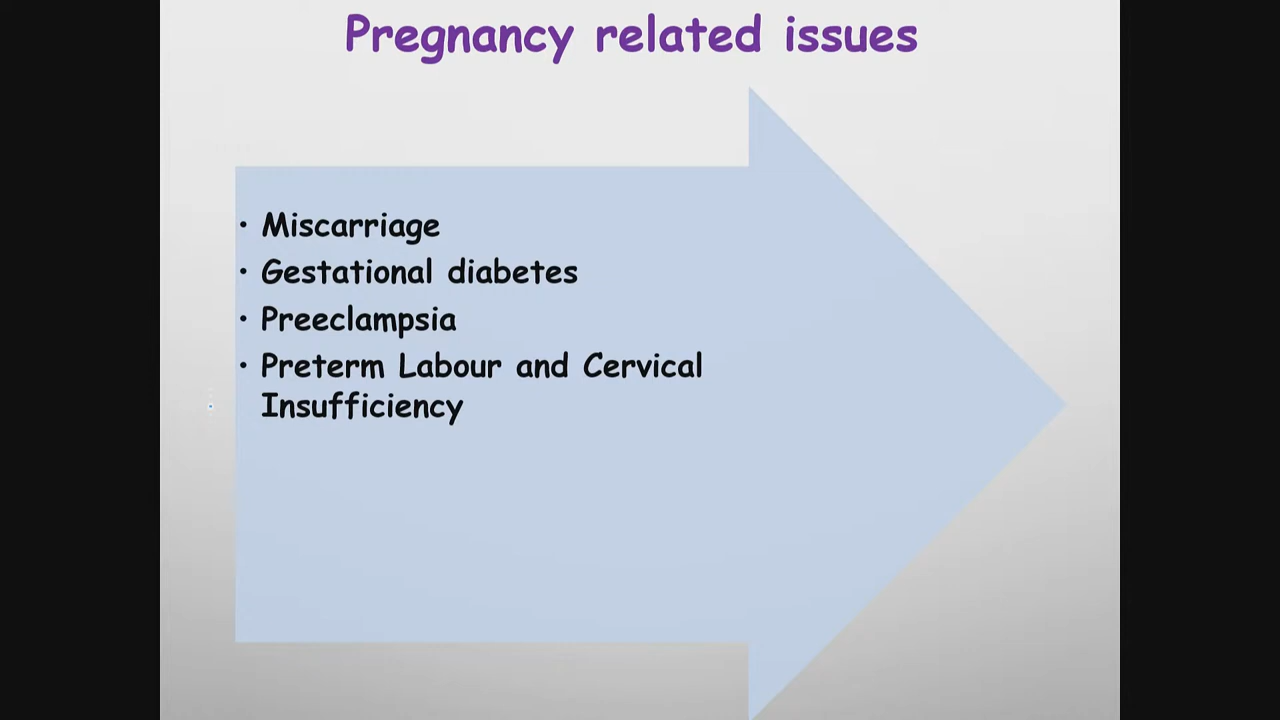 Pregnancy related issues
• Miscarriage
• Gestational diabetes
• Preeclampsia
• Preterm Labour and Cervical
Insufficiency